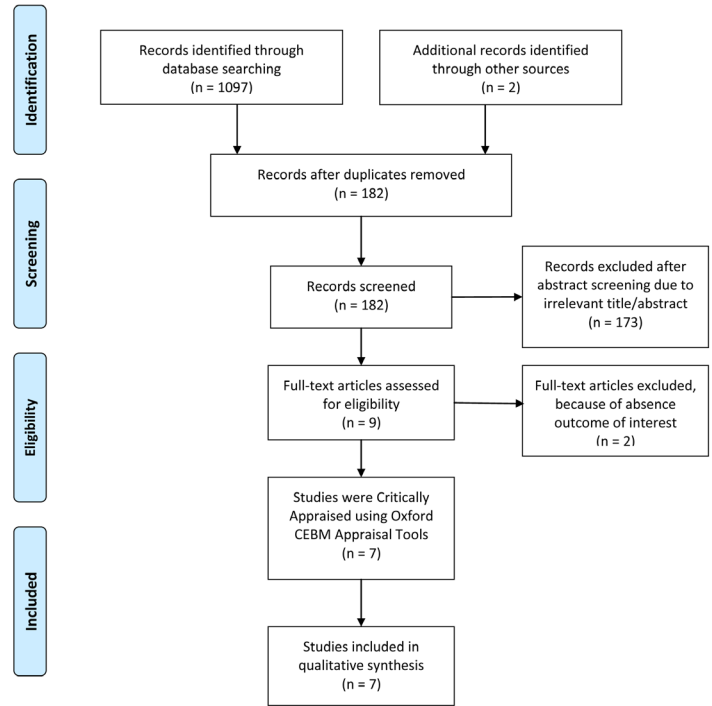 Identification
Records identified through
database searching
(n = 1097)
Additional records identified
through other sources
(n = 2)
Records after duplicates removed
(n = 182)
Screening
Records screened
(n = 182)
Records excluded after
abstract screening due to
irrelevant title/abstract
(n = 173)
Eligibility
Full-text articles assessed
for eligibility
(n = 9)
Full-text articles excluded,
because of absence
outcome of interest
(n = 2)
Studies were Critically
Appraised using Oxford
CEBM Appraisal Tools
(n = 7)
Included
Studies included in
qualitative synthesis
(n = 7)